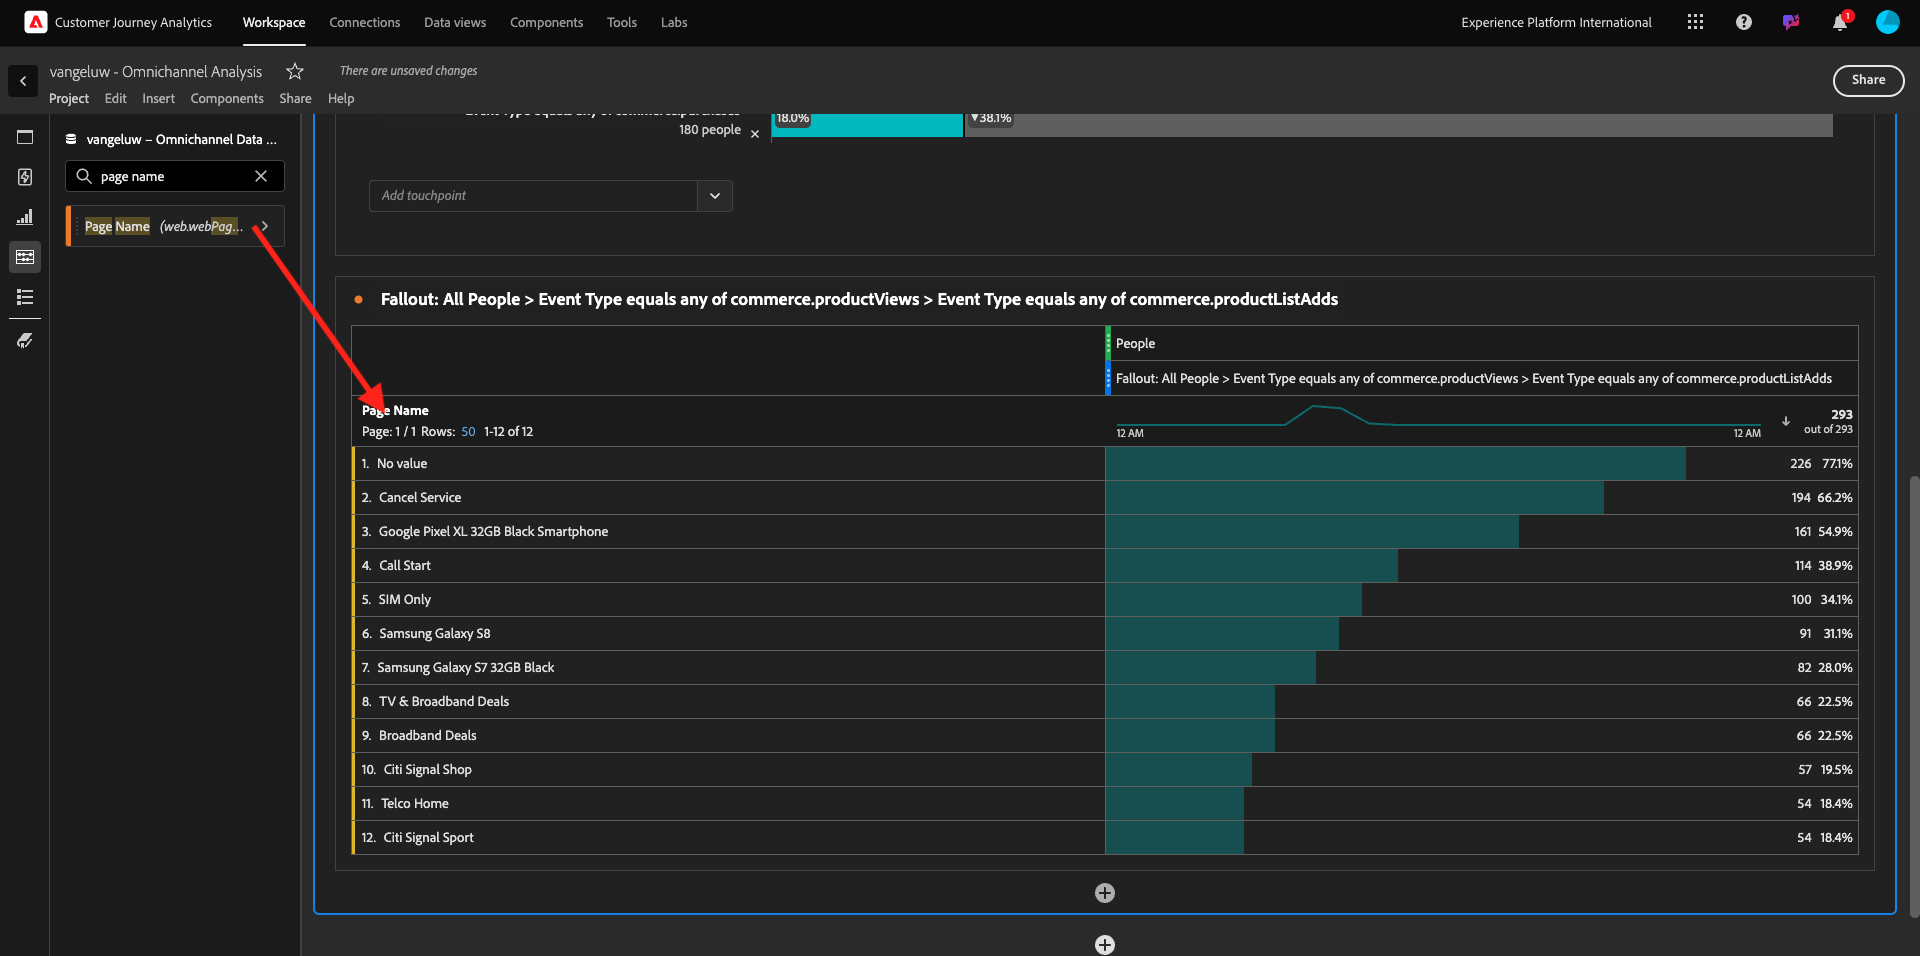 Customer Journey Analytics
Workspace
Connections
Data views
Components
Tools
Labs
Experience Platform International
1
vangeluw - Omnichannel Analysis
There are unsaved changes
Share
Project
Edit
Insert
Components
Share
Help
vangeluw – Omnichannel Data ...
page name
Page Name (web.webPag...
180 people
18.0%
▼38.1%
Add touchpoint
Fallout: All People > Event Type equals any of commerce.productViews > Event Type equals any of commerce.productListAdds
People
Fallout: All People > Event Type equals any of commerce.productViews > Event Type equals any of commerce.productListAdds
Page Name
Page: 1 / 1 Rows: 50 1-12 of 12
12 AM
12 AM
293
out of 293
1. No value 226 77.1%
2. Cancel Service 194 66.2%
3. Google Pixel XL 32GB Black Smartphone 161 54.9%
4. Call Start 114 38.9%
5. SIM Only 100 34.1%
6. Samsung Galaxy S8 91 31.1%
7. Samsung Galaxy S7 32GB Black 82 28.0%
8. TV & Broadband Deals 66 22.5%
9. Broadband Deals 66 22.5%
10. Citi Signal Shop 57 19.5%
11. Telco Home 54 18.4%
12. Citi Signal Sport 54 18.4%